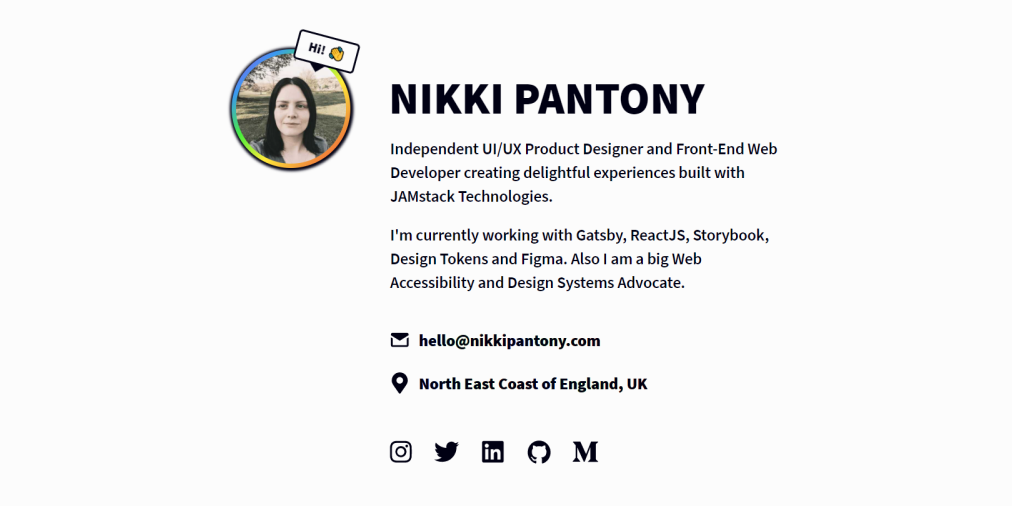 Hi!
NIKKI PANTONY
Independent UI/UX Product Designer and Front-End Web
Developer creating delightful experiences built with
JAMstack Technologies.
I'm currently working with Gatsby, ReactJS, Storybook,
Design Tokens and Figma. Also I am a big Web
Accessibility and Design Systems Advocate.
hello@nikkipantony.com
North East Coast of England, UK